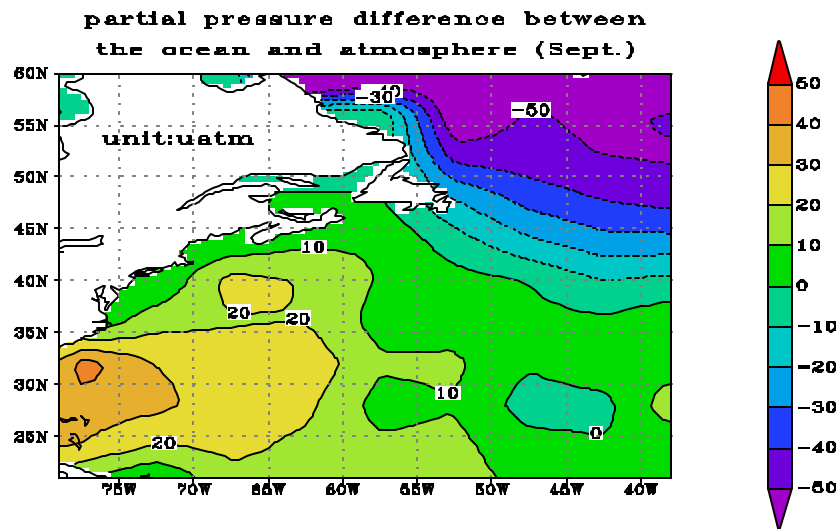 partial pressure difference between
the ocean and atmosphere (Sept.)
60N
55N
50N
45N
40N
35N
30N
25N
unit:uatm
-40
-30
-50
10
20
20
10
20
0
75W 70W 65W 60W 55W 50W 45W 40W
50
40
30
20
10
0
-10
-20
-30
-40
-50